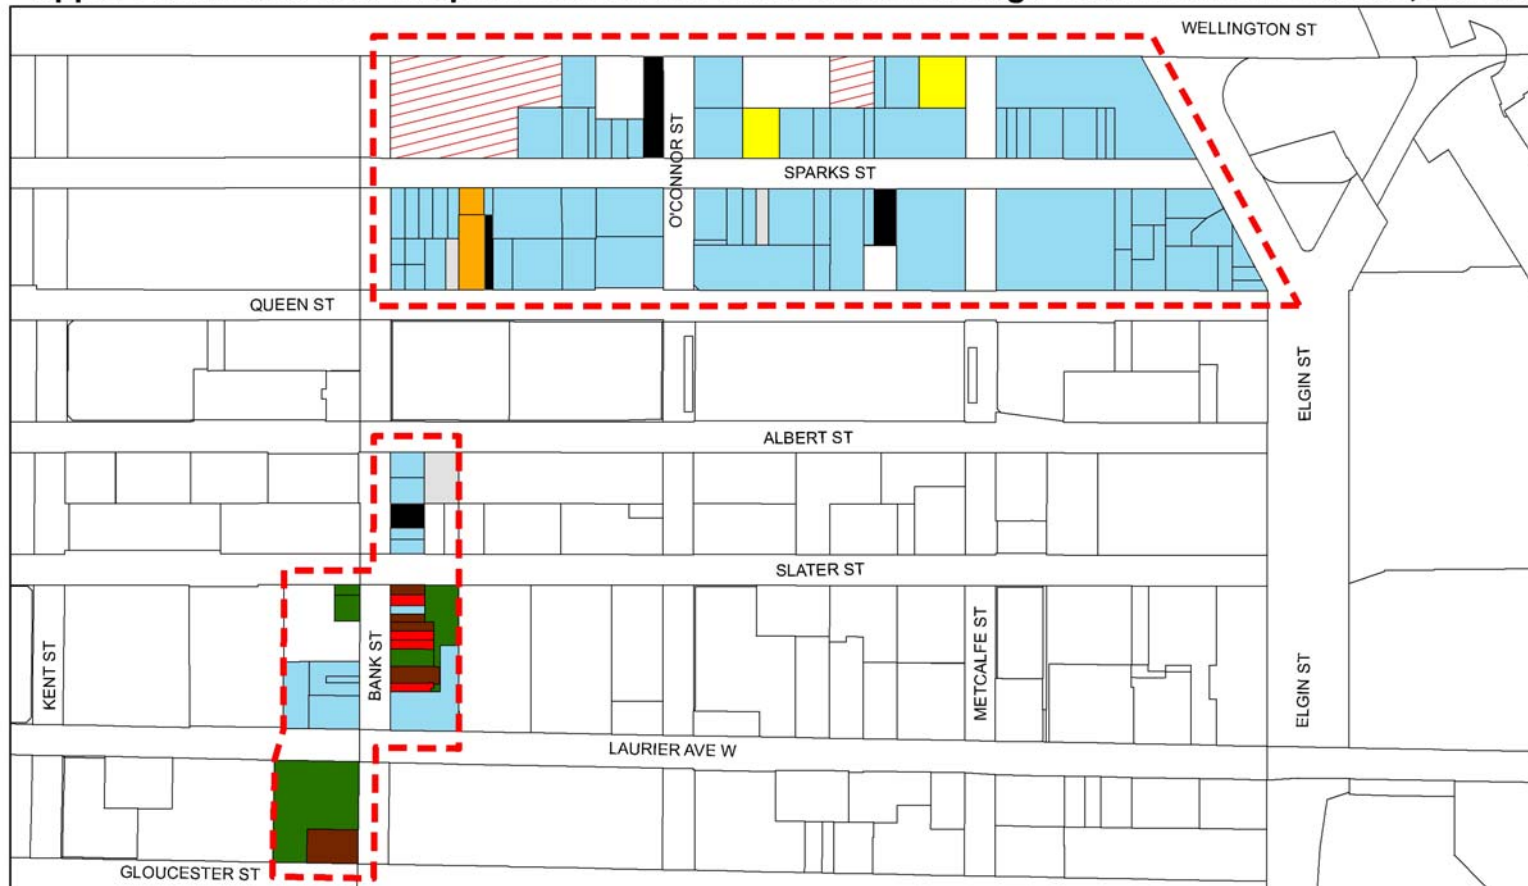 WELLINGTON ST
O'CONNOR ST
SPARKS ST
QUEEN ST
ELGIN ST
ALBERT ST
SLATER ST
KENT ST
BANK ST
METCALFE ST
ELGIN ST
LAURIER AVE W
GLOUCESTER ST